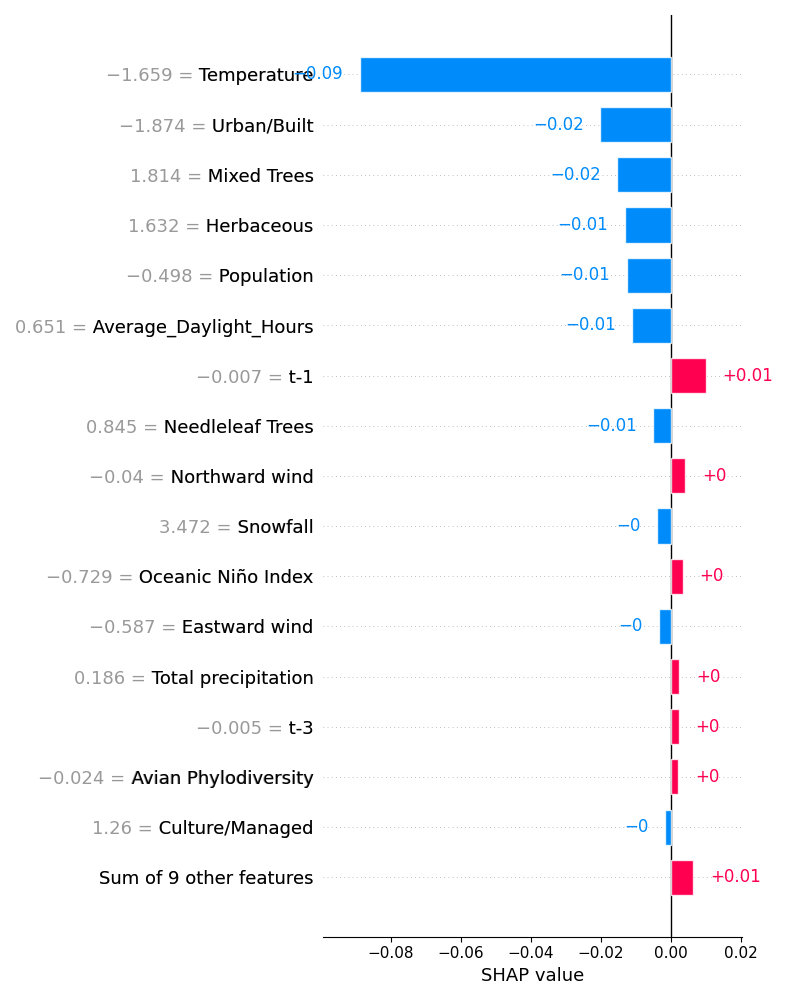 −1.659 = Temperature −0.09
−1.874 = Urban/Built −0.02
1.814 = Mixed Trees −0.02
1.632 = Herbaceous −0.01
−0.498 = Population −0.01
0.651 = Average_Daylight_Hours −0.01
−0.007 = t-1 +0.01
0.845 = Needleleaf Trees −0.01
−0.04 = Northward wind +0
3.472 = Snowfall −0
−0.729 = Oceanic Niño Index +0
−0.587 = Eastward wind −0
0.186 = Total precipitation +0
−0.005 = t-3 +0
−0.024 = Avian Phylodiversity +0
1.26 = Culture/Managed −0
Sum of 9 other features +0.01
−0.08 −0.06 −0.04 −0.02 0.00 0.02
SHAP value